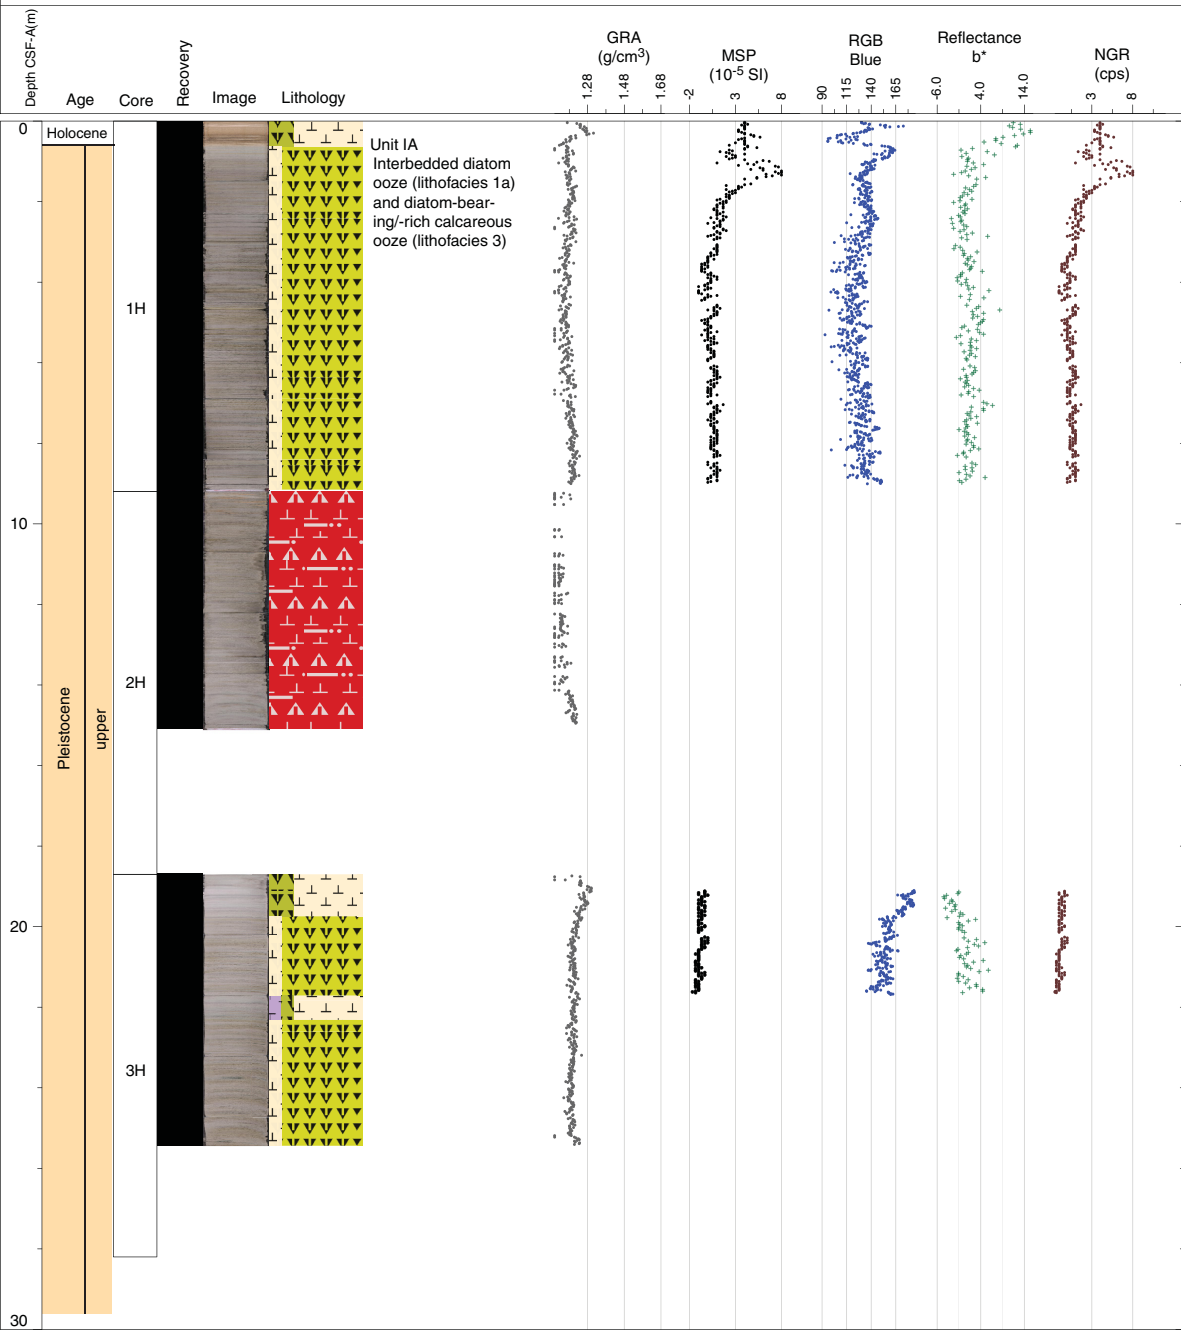 Depth CSF-A(m)
Age
Core
Recovery
Image
Lithology
GRA
(g/cm3)
1.28 1.48 1.68
MSP
(10-5 SI)
-2 3 8
RGB
Blue
90 115 140 165
Reflectance
b*
-6.0 4.0 14.0
NGR
(cps)
3 8
0
Holocene
Unit IA
Interbedded diatom
ooze (lithofacies 1a)
and diatom-bear-
ing/-rich calcareous
ooze (lithofacies 3)
1H
10
2H
Pleistocene
upper
20
3H
30